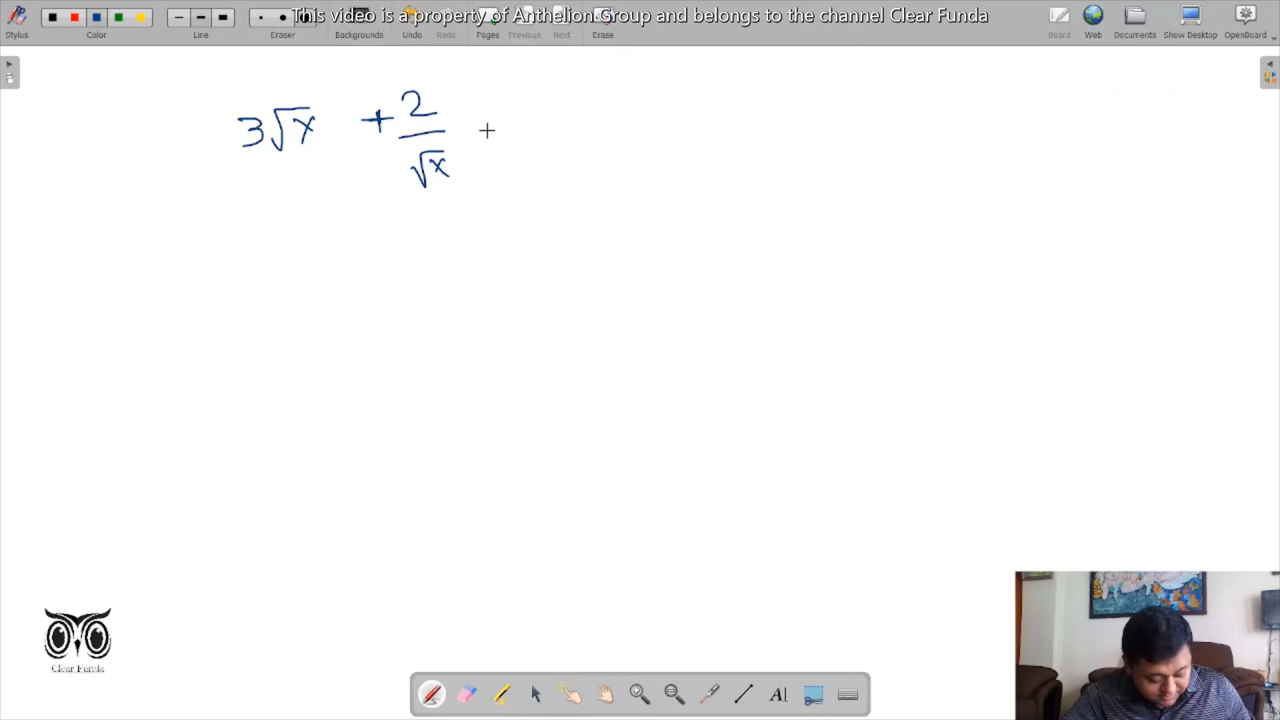 This video is a property of Anthelion Group and belongs to the channel Clear Funda
Stylus Color Line Eraser Backgrounds Undo Redo Pages Previous Next Erase Board Web Documents Show Desktop OpenBoard
3√x + 2/√x
Clear Funda